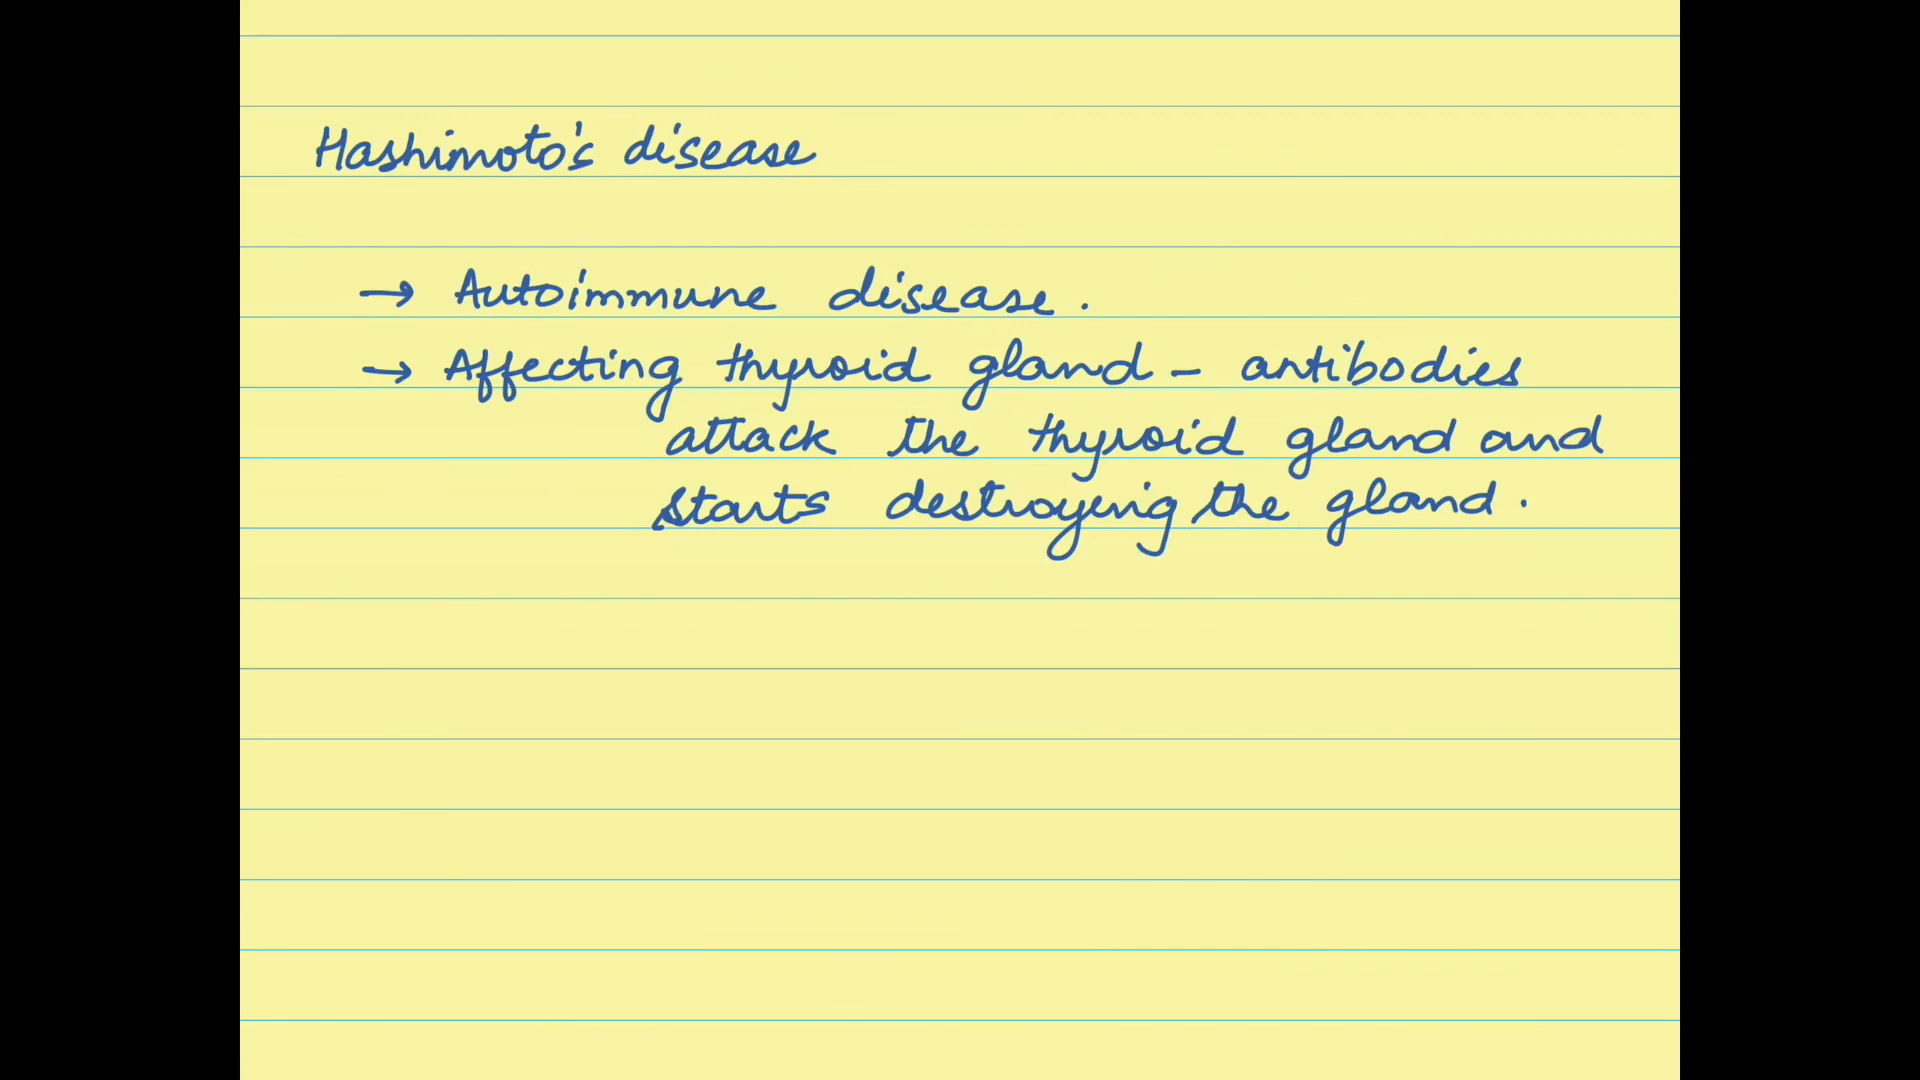 Hashimoto's disease
→ Autoimmune disease.
→ Affecting thyroid gland - antibodies
attack the thyroid gland and
starts destroying the gland.